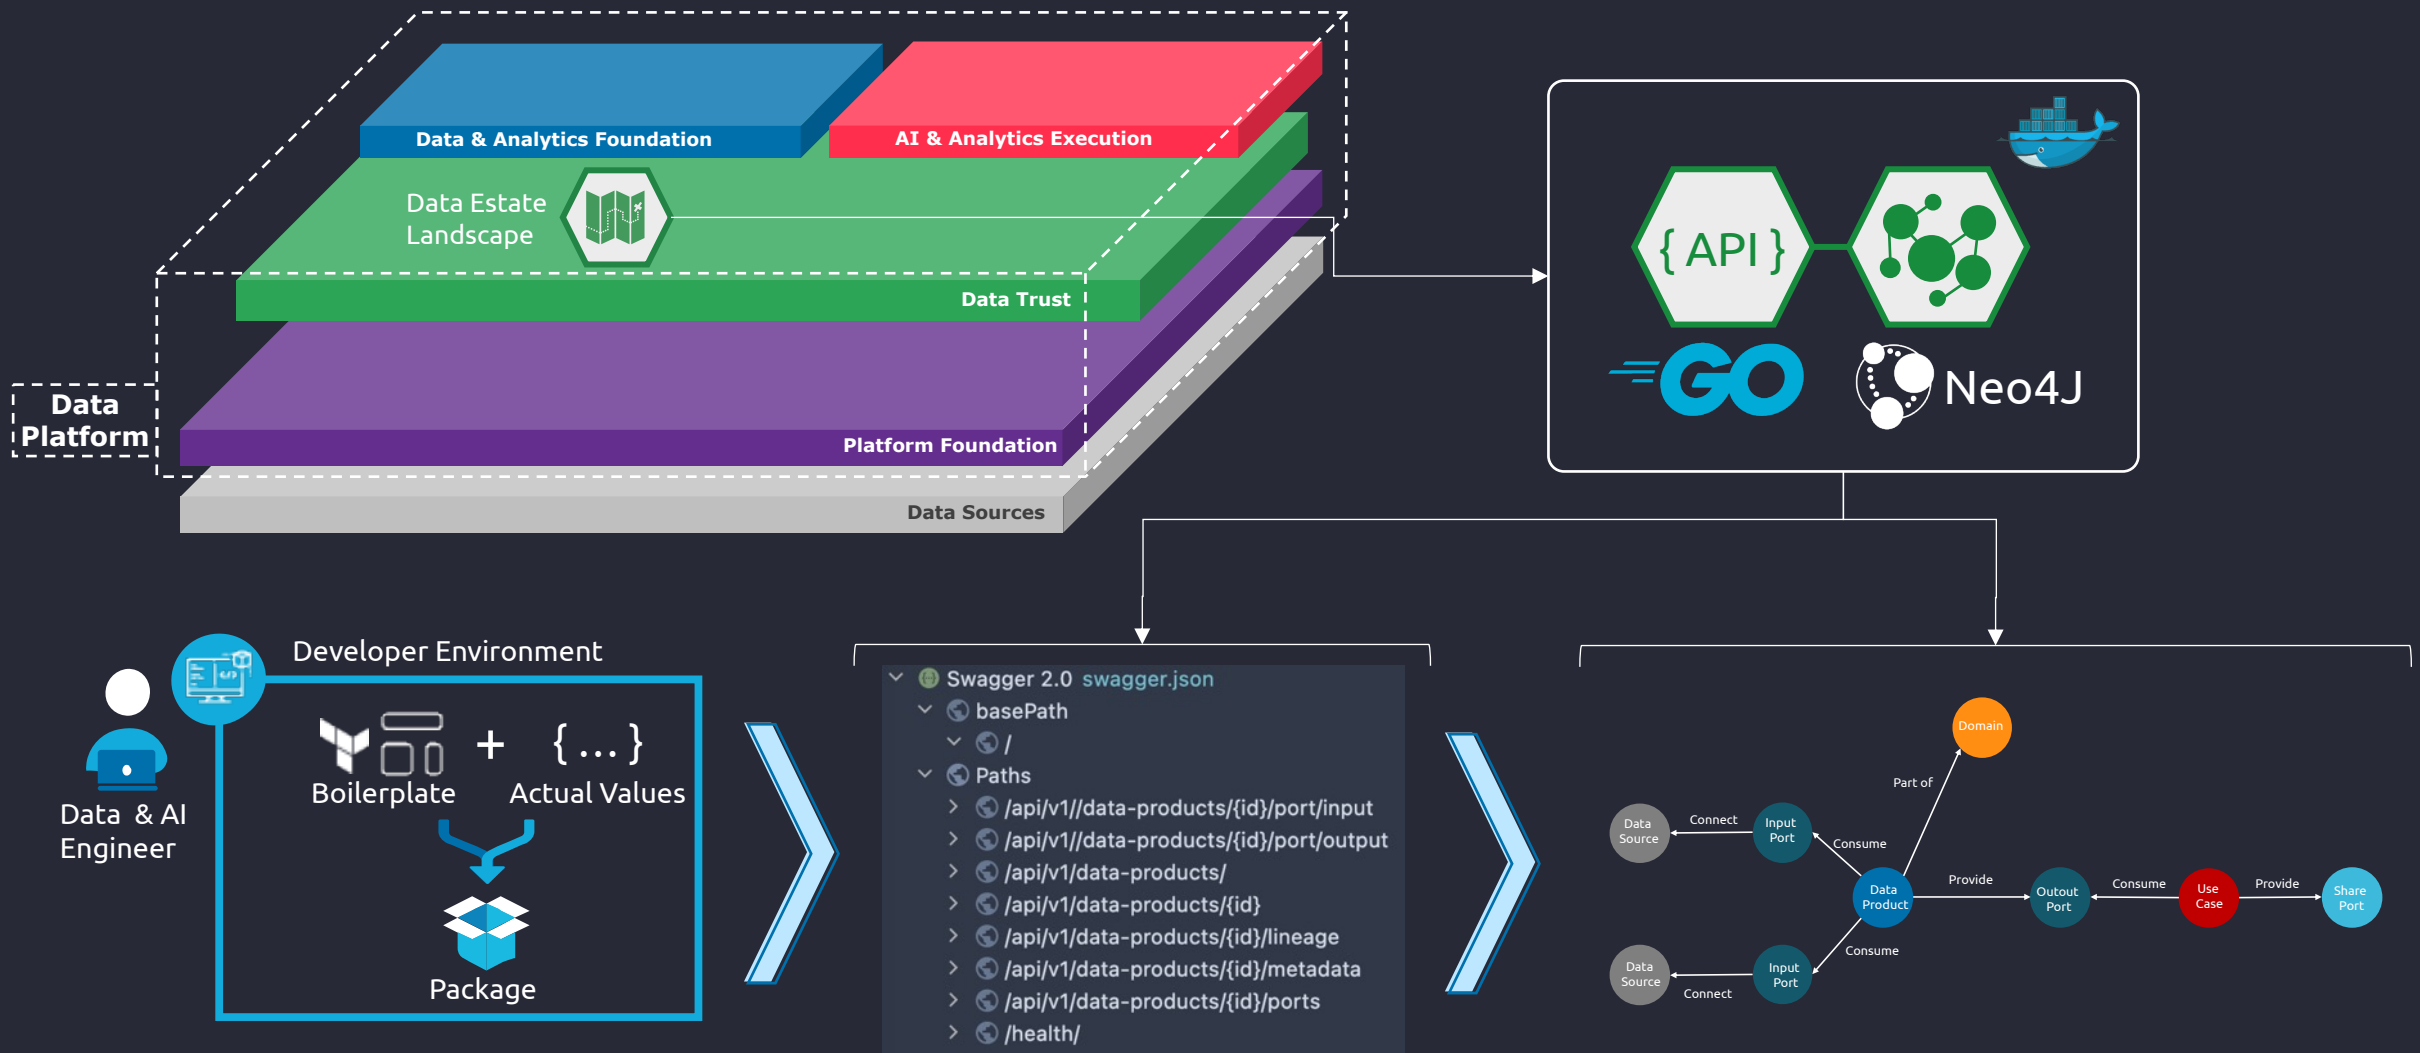 Data & Analytics Foundation
AI & Analytics Execution
Data Estate
Landscape
Data Trust
Data
Platform
Platform Foundation
Data Sources
{ API }
GO
Neo4J
Developer Environment
+
{ ... }
Boilerplate
Actual Values
Data & AI
Engineer
Package
Swagger 2.0 swagger.json
basePath
/
Paths
/api/v1//data-products/{id}/port/input
/api/v1//data-products/{id}/port/output
/api/v1/data-products/
/api/v1/data-products/{id}
/api/v1/data-products/{id}/lineage
/api/v1/data-products/{id}/metadata
/api/v1/data-products/{id}/ports
/health/
Domain
Part of
Data
Source
Connect
Input
Port
Consume
Data
Product
Provide
Outout
Port
Consume
Use
Case
Provide
Share
Port
Consume
Data
Source
Connect
Input
Port